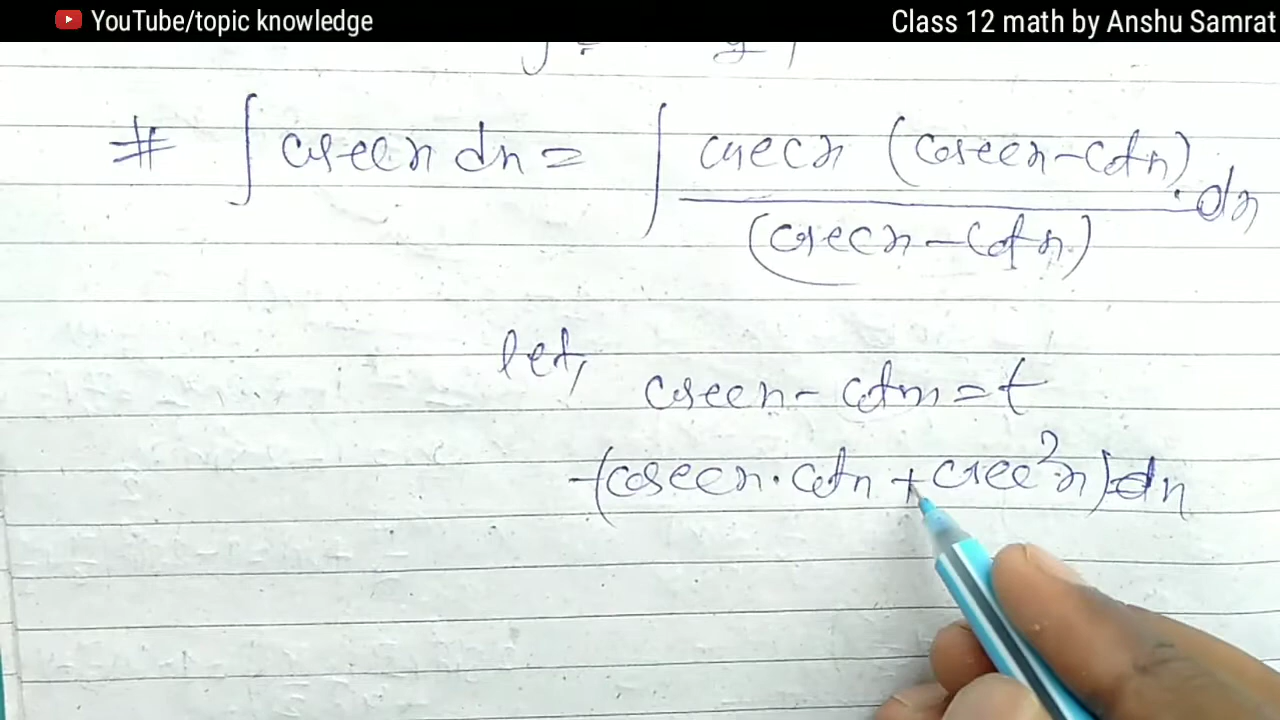 YouTube/topic knowledge
Class 12 math by Anshu Samrat
# ∫ cosecx dx = ∫ cosecx (cosecx - cotx) . dx
(cosecx - cotx)
let, cosecx - cotx = t
-(cosecx . cotx + cosec²x) dx